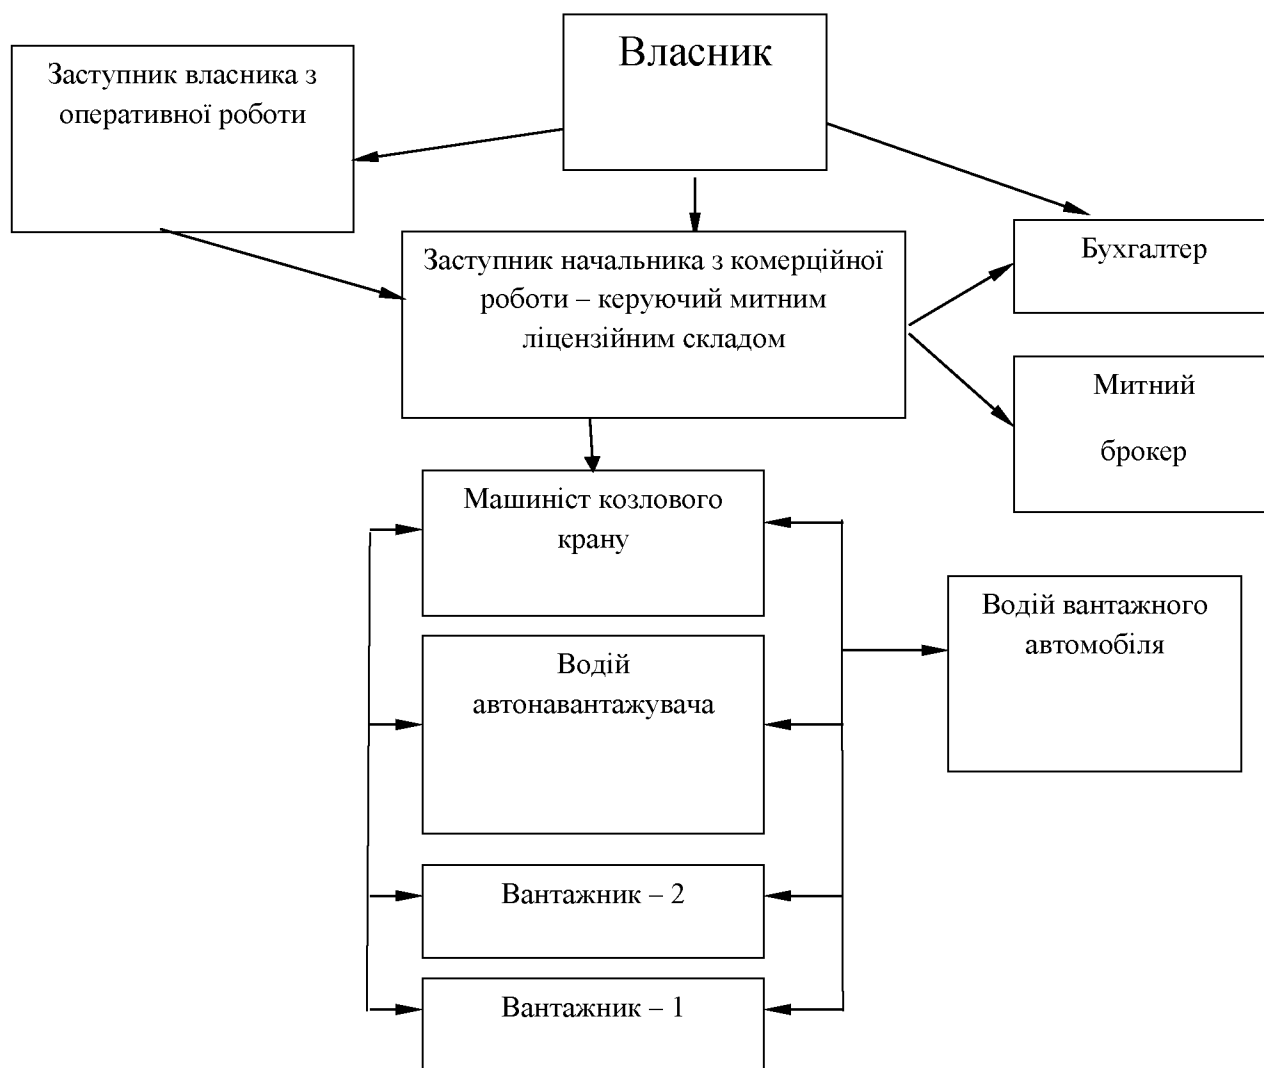 Власник
Заступник власника з
оперативної роботи
Заступник начальника з комерційної
роботи – керуючий митним
ліцензійним складом
Бухгалтер
Митний
брокер
Машиніст козлового
крану
Водій вантажного
автомобіля
Водій
автонавантажувача
Вантажник – 2
Вантажник – 1